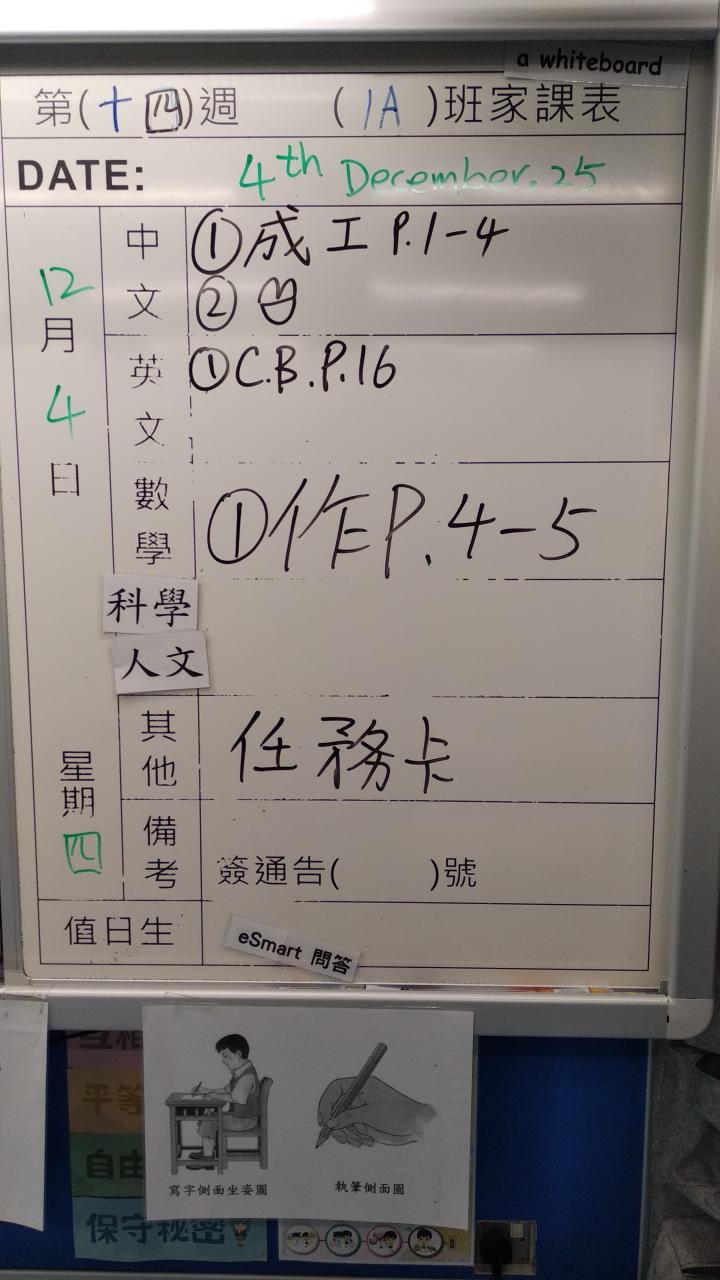 a whiteboard
第(十四)週 (1A)班家課表
DATE: 4th December.25
12月4日 星期四
中文
①成工 P.1-4
②
英文
①C.B.P.16
數學
①作P.4-5
科學
人文
其他
任務卡
備考
簽通告( )號
值日生
eSmart 問答
互相
平等
自由
保守秘密
寫字側面坐姿圖
執筆側面圖